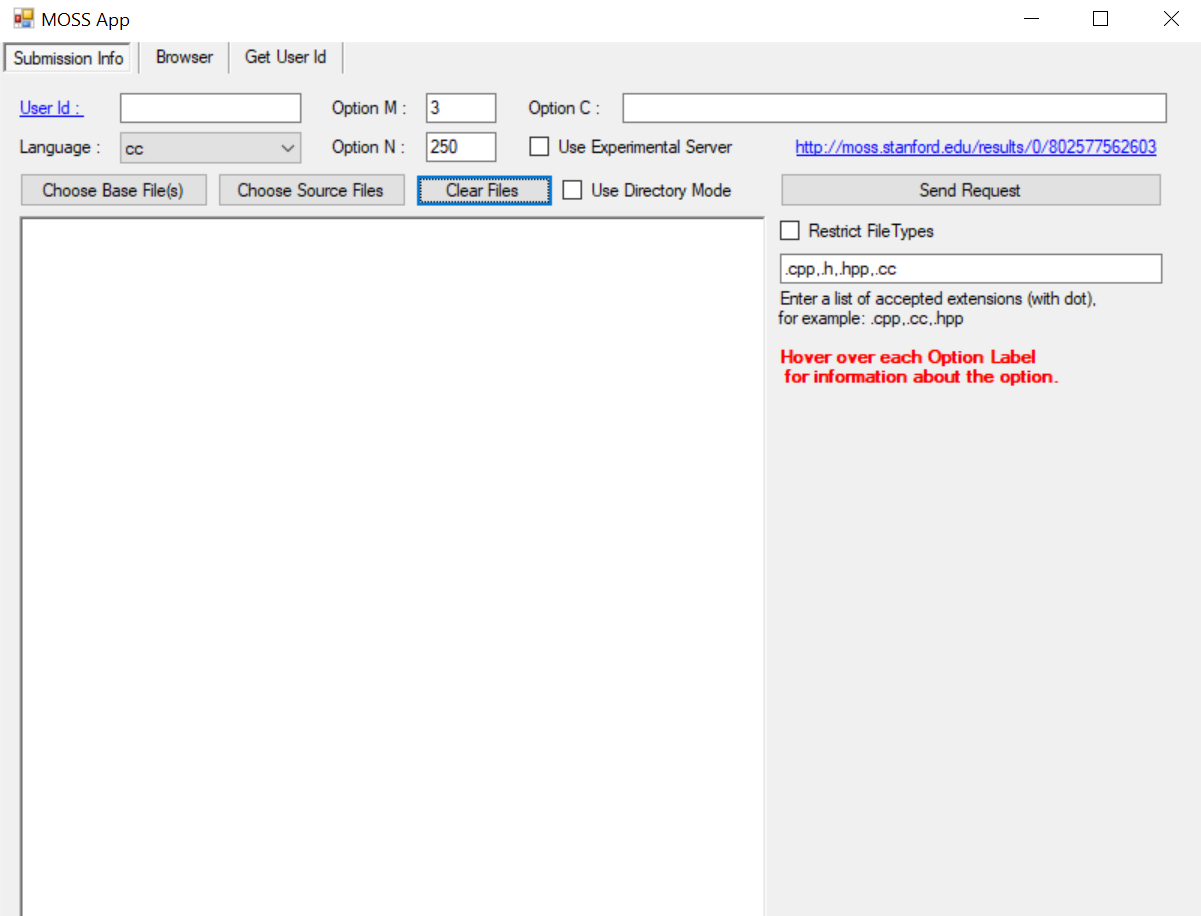 MOSS App
Submission Info Browser Get User Id
User Id : Option M : 3 Option C :
Language : cc Option N : 250 Use Experimental Server http://moss.stanford.edu/results/0/802577562603
Choose Base File(s) Choose Source Files Clear Files Use Directory Mode Send Request
Restrict FileTypes
.cpp,.h,.hpp,.cc
Enter a list of accepted extensions (with dot),
for example: .cpp,.cc,.hpp
Hover over each Option Label
for information about the option.